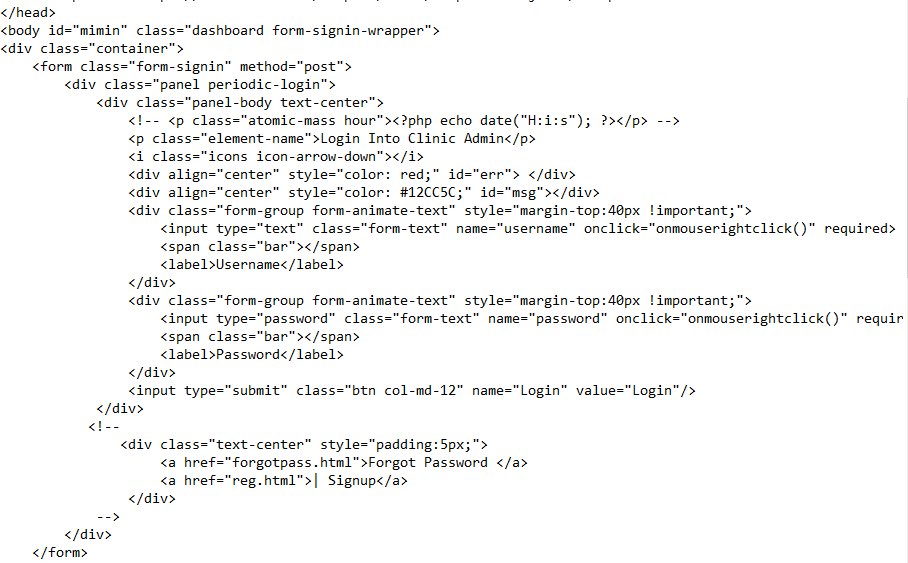 </head>
<body id="mimin" class="dashboard form-signin-wrapper">
<div class="container">
<form class="form-signin" method="post">
<div class="panel periodic-login">
<div class="panel-body text-center">
<!-- <p class="atomic-mass hour"><?php echo date("H:i:s"); ?></p> -->
<p class="element-name">Login Into Clinic Admin</p>
<i class="icons icon-arrow-down"></i>
<div align="center" style="color: red;" id="err"> </div>
<div align="center" style="color: #12CC5C;" id="msg"></div>
<div class="form-group form-animate-text" style="margin-top:40px !important;">
<input type="text" class="form-text" name="username" onclick="onmouserightclick()" required>
<span class="bar"></span>
<label>Username</label>
</div>
<div class="form-group form-animate-text" style="margin-top:40px !important;">
<input type="password" class="form-text" name="password" onclick="onmouserightclick()" requir
<span class="bar"></span>
<label>Password</label>
</div>
<input type="submit" class="btn col-md-12" name="Login" value="Login"/>
</div>
<!--
<div class="text-center" style="padding:5px;">
<a href="forgotpass.html">Forgot Password </a>
<a href="reg.html">| Signup</a>
</div>
-->
</div>
</form>